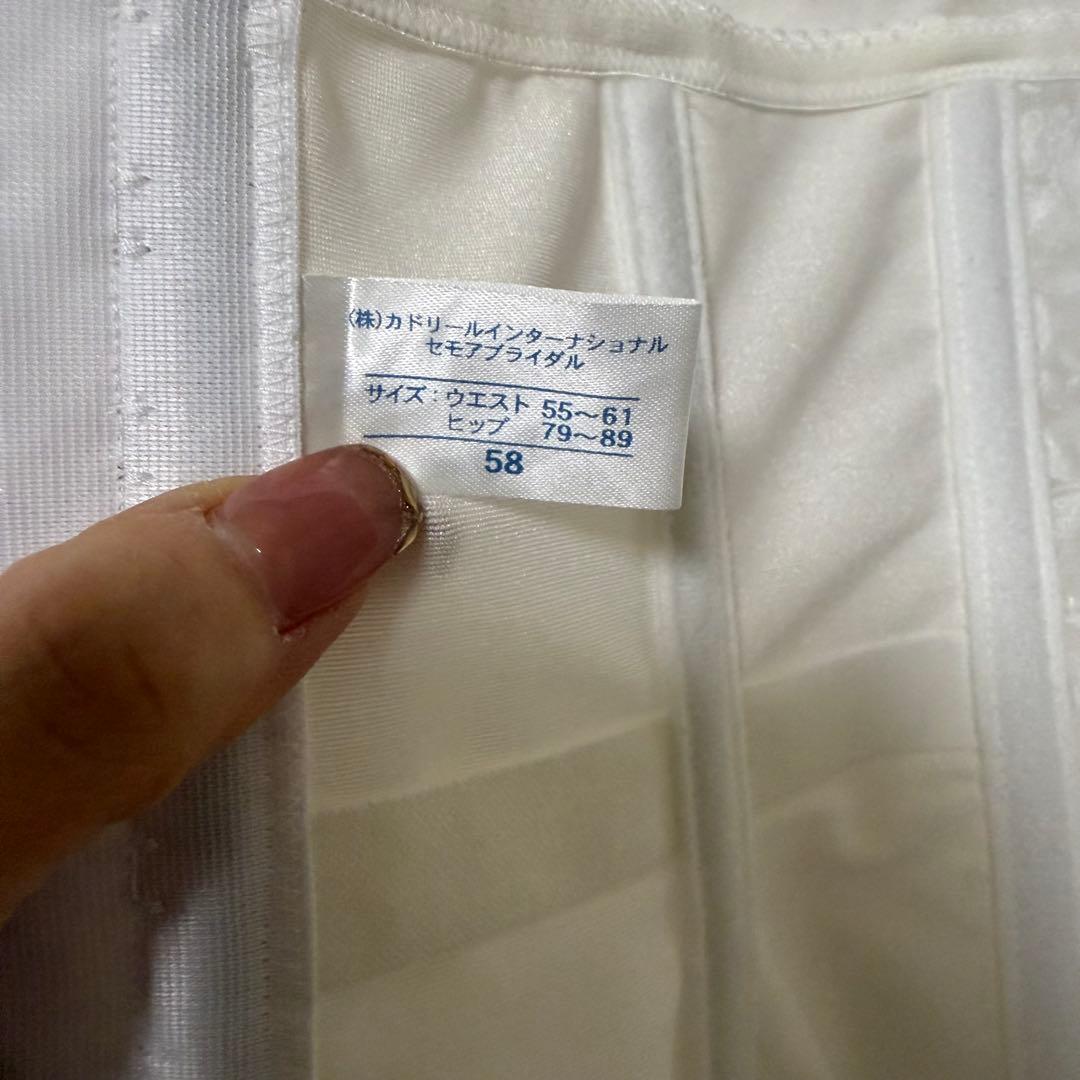 (株)カドリールインターナショナル
セモアブライダル
サイズ：ウエスト 55〜61
ヒップ 79〜89
58